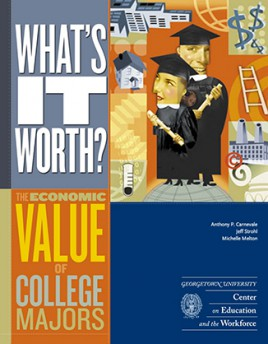 WHAT'S
IT
WORTH?
THE ECONOMIC
VALUE
OF
COLLEGE
MAJORS
Anthony P. Carnevale
Jeff Strohl
Michelle Melton
GEORGETOWN UNIVERSITY
Center
on Education
and the Workforce